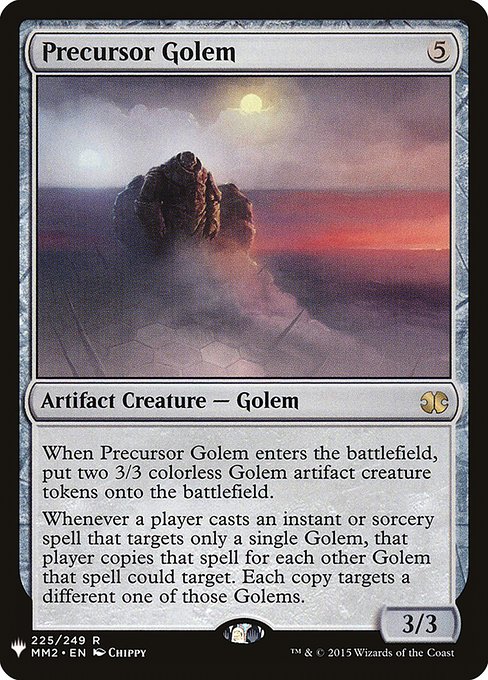 Precursor Golem 5
Artifact Creature — Golem
When Precursor Golem enters the battlefield,
put two 3/3 colorless Golem artifact creature
tokens onto the battlefield.
Whenever a player casts an instant or sorcery
spell that targets only a single Golem, that
player copies that spell for each other Golem
that spell could target. Each copy targets a
different one of those Golems.
3/3
225/249 R
MM2 • EN CHIPPY
™ & © 2015 Wizards of the Coast